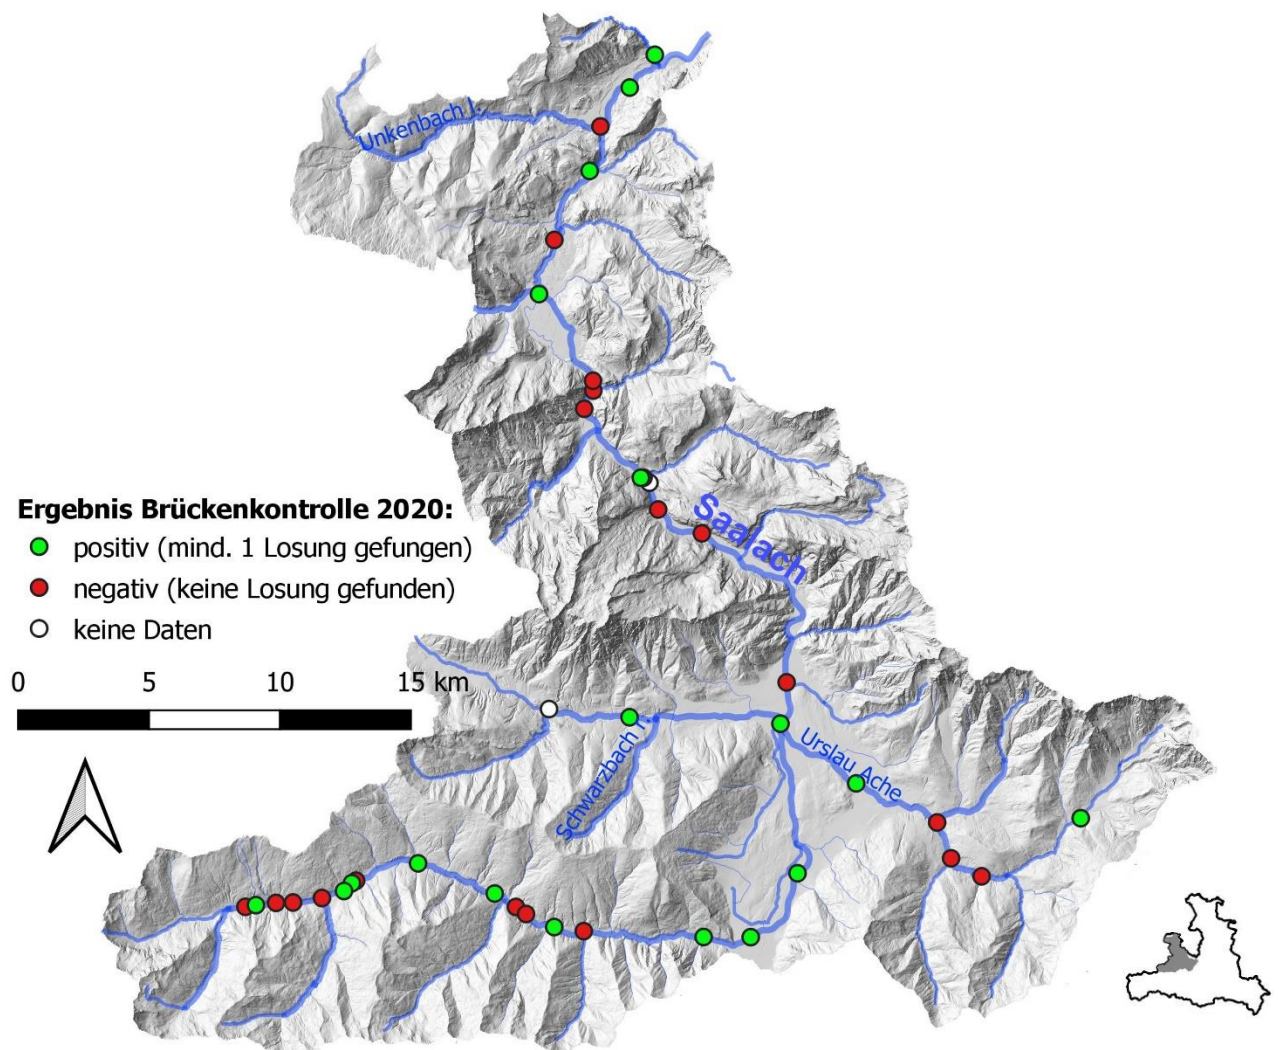 Unkenbach l.
Saalach
Ergebnis Brückenkontrolle 2020:
positiv (mind. 1 Losung gefungen)
negativ (keine Losung gefunden)
keine Daten
0 5 10 15 km
Schwarzbach r.
Urslau Ache